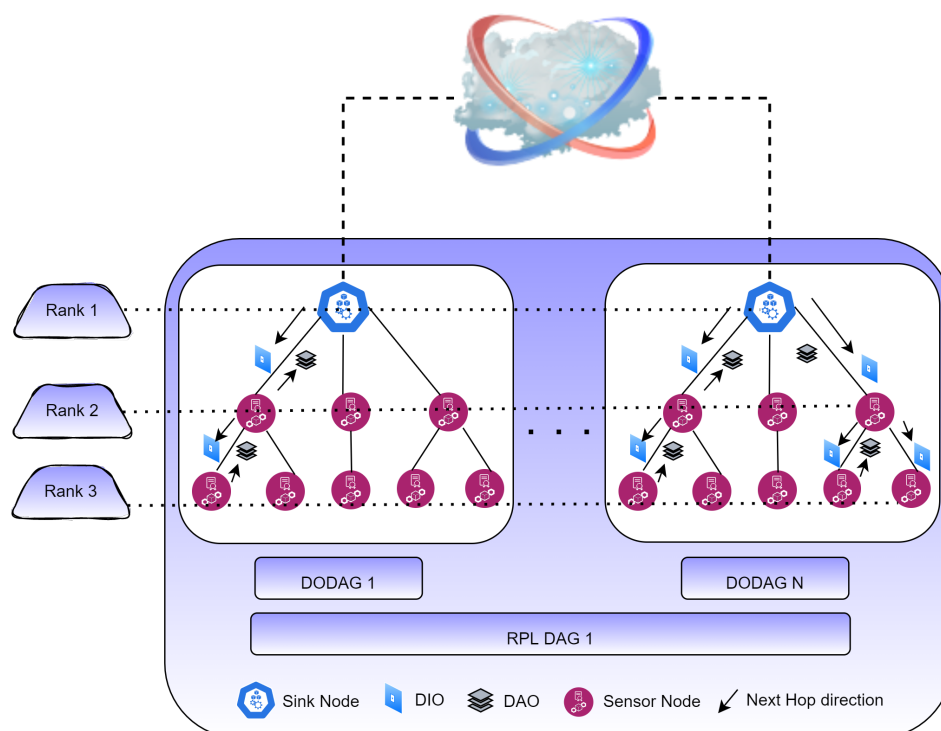 Rank 1
Rank 2
Rank 3
. . .
DODAG 1
DODAG N
RPL DAG 1
Sink Node
DIO
DAO
Sensor Node
Next Hop direction